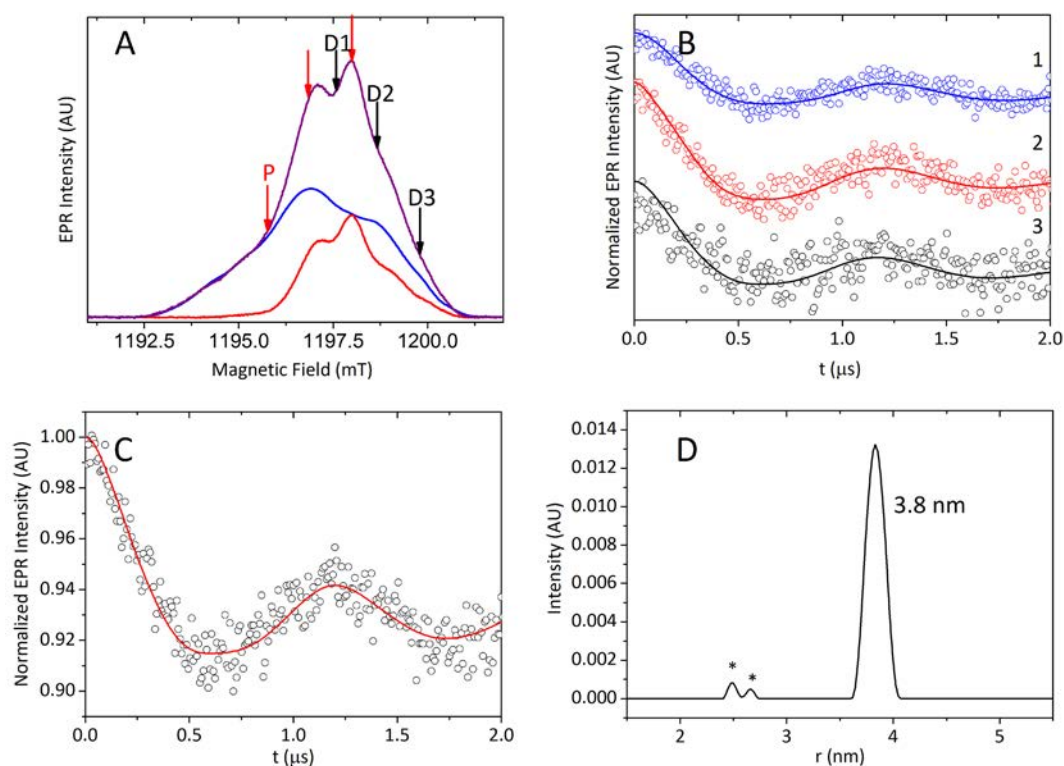 A
D1
D2
P
D3
EPR Intensity (AU)
1192.5 1195.0 1197.5 1200.0
Magnetic Field (mT)
B
1
2
3
Normalized EPR Intensity (AU)
0.0 0.5 1.0 1.5 2.0
t (μs)
C
Normalized EPR Intensity (AU)
1.00
0.98
0.96
0.94
0.92
0.90
0.0 0.5 1.0 1.5 2.0
t (μs)
D
3.8 nm
* *
Intensity (AU)
0.014
0.012
0.010
0.008
0.006
0.004
0.002
0.000
2 3 4 5
r (nm)